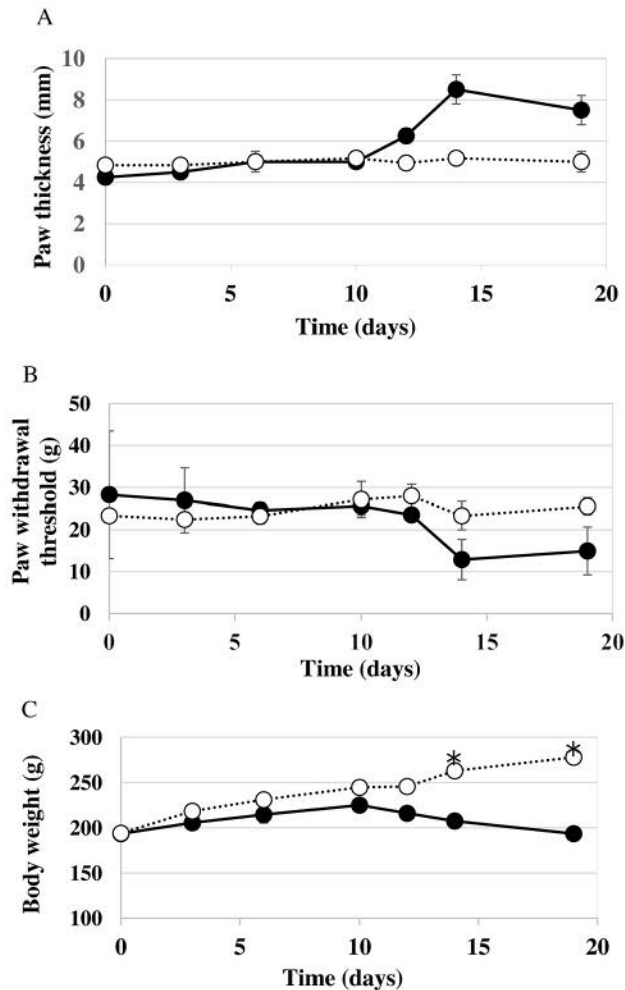 A
10
8
6
4
2
0
Paw thickness (mm)
0 5 10 15 20
Time (days)
B
50
40
30
20
10
0
Paw withdrawal
threshold (g)
0 5 10 15 20
Time (days)
C
300
250
200
150
100
Body weight (g)
* *
0 5 10 15 20
Time (days)